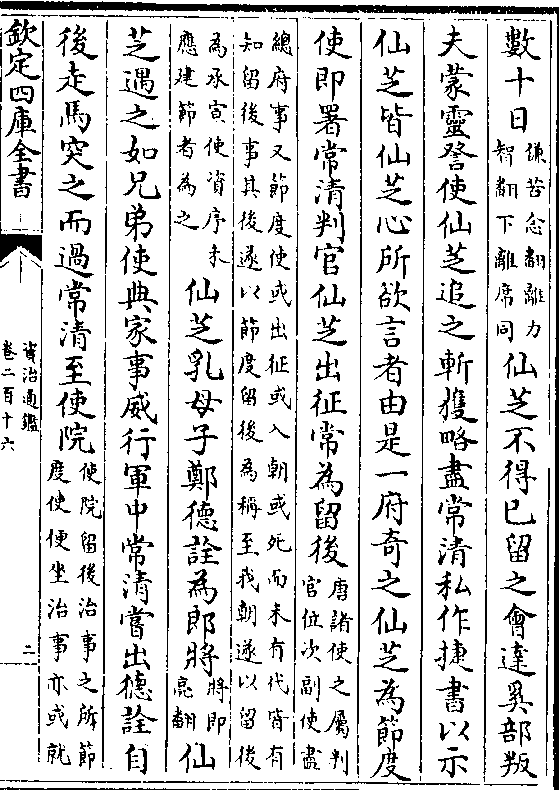 數十日謙苦念翻離力智翻下離席同仙芝不得已留之會達奚部叛
夫蒙靈詧使仙芝追之斬獲略盡常清私作捷書以示
仙芝皆仙芝心所欲言者由是一府奇之仙芝為節度
使即署常清判官仙芝出征常為留後唐諸使之屬判官位次副使盡
總府事又節度使或出征或入朝或死而未有代皆有知留後事其後遂以節度留後為稱至我朝遂以留後
為承宣使資序未應建節者為之仙芝乳母子鄭德詮為郎將將即亮翻仙
芝遇之如兄弟使典家事威行軍中常清嘗出德詮自
後走馬突之而過常清至使院使院留後治事之所節度使便坐治事亦或就
欽定四庫全書
資治通鑑
卷二百十六
二